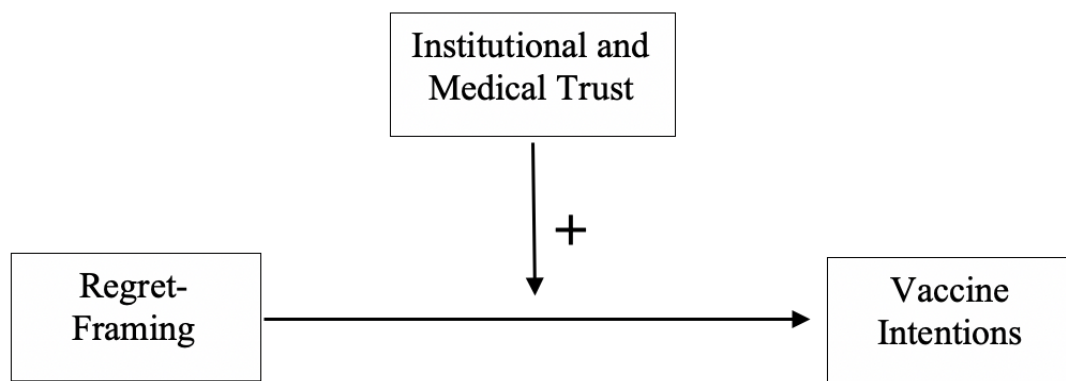 Institutional and
Medical Trust
+
Regret-
Framing
Vaccine
Intentions